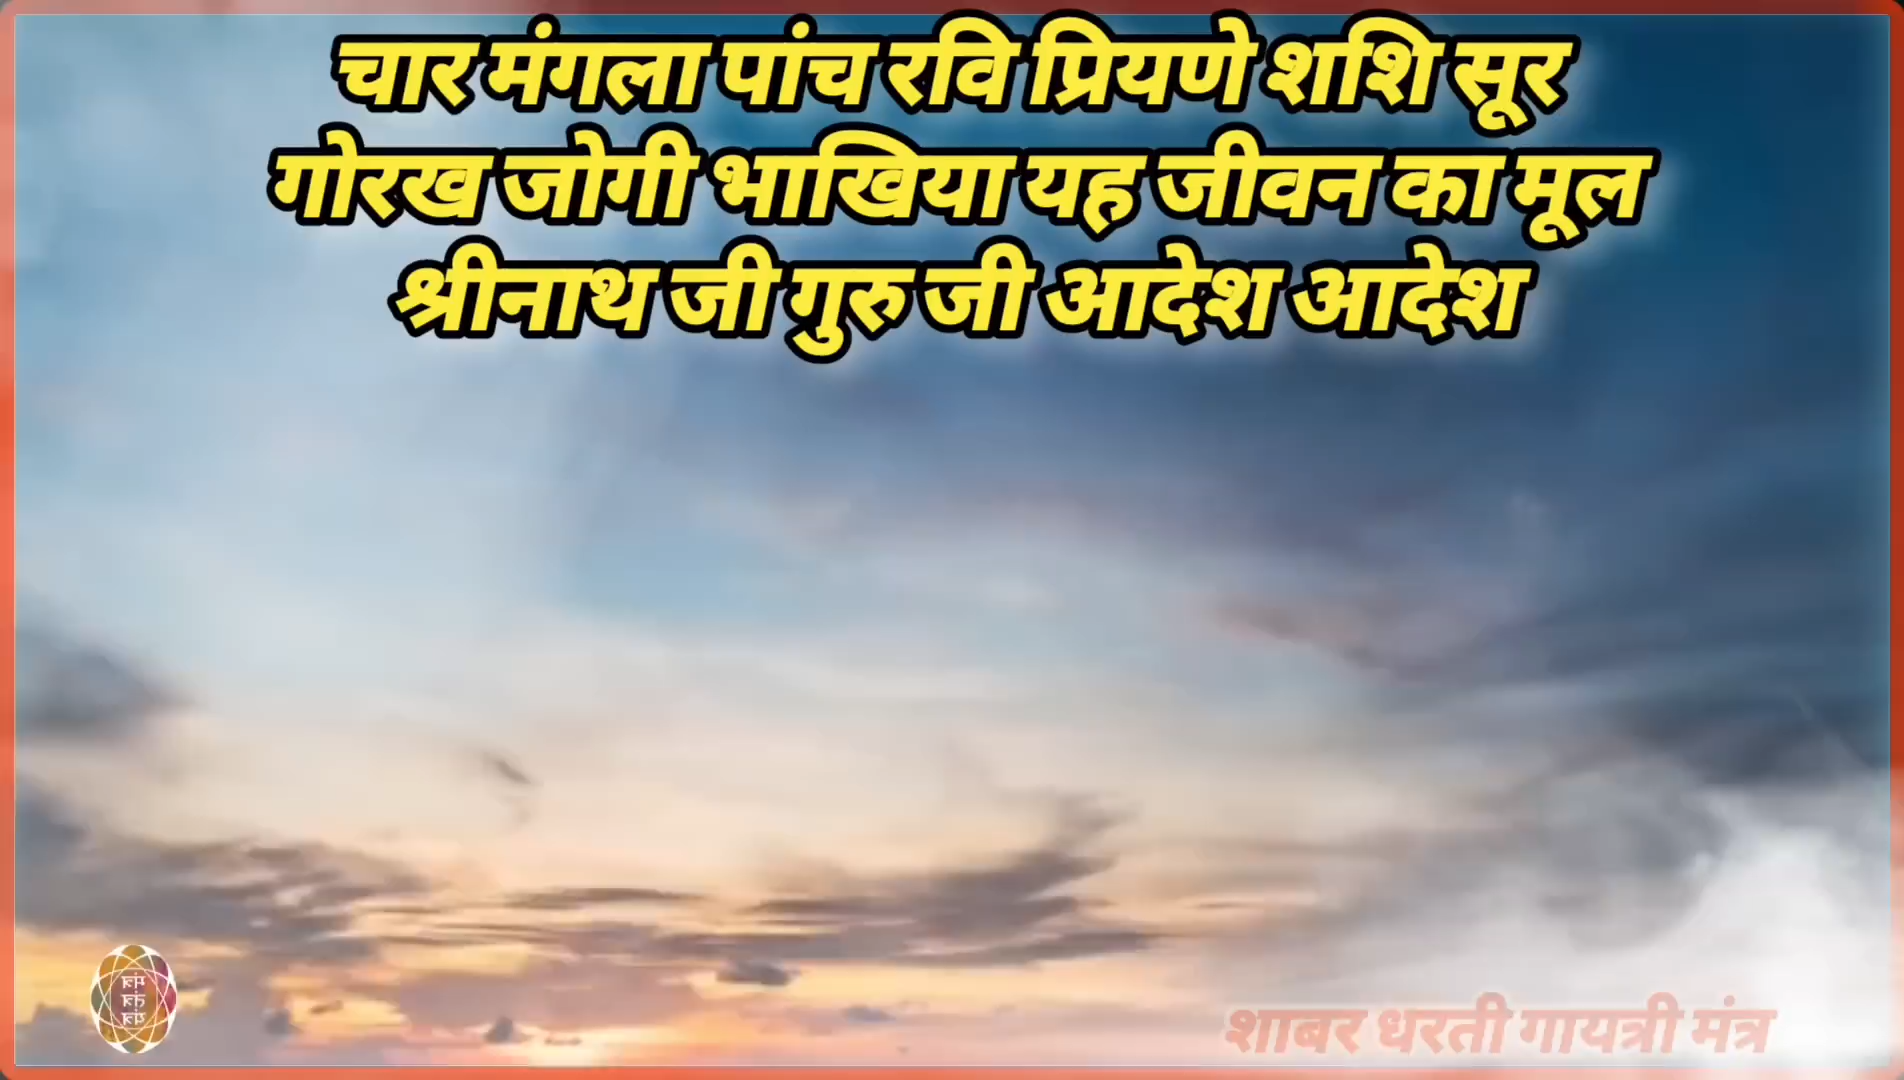 चार मंगला पांच रवि प्रियणे शशि सूर
गोरख जोगी भाखिया यह जीवन का मूल
श्रीनाथ जी गुरु जी आदेश आदेश
शाबर धरती गायत्री मंत्र